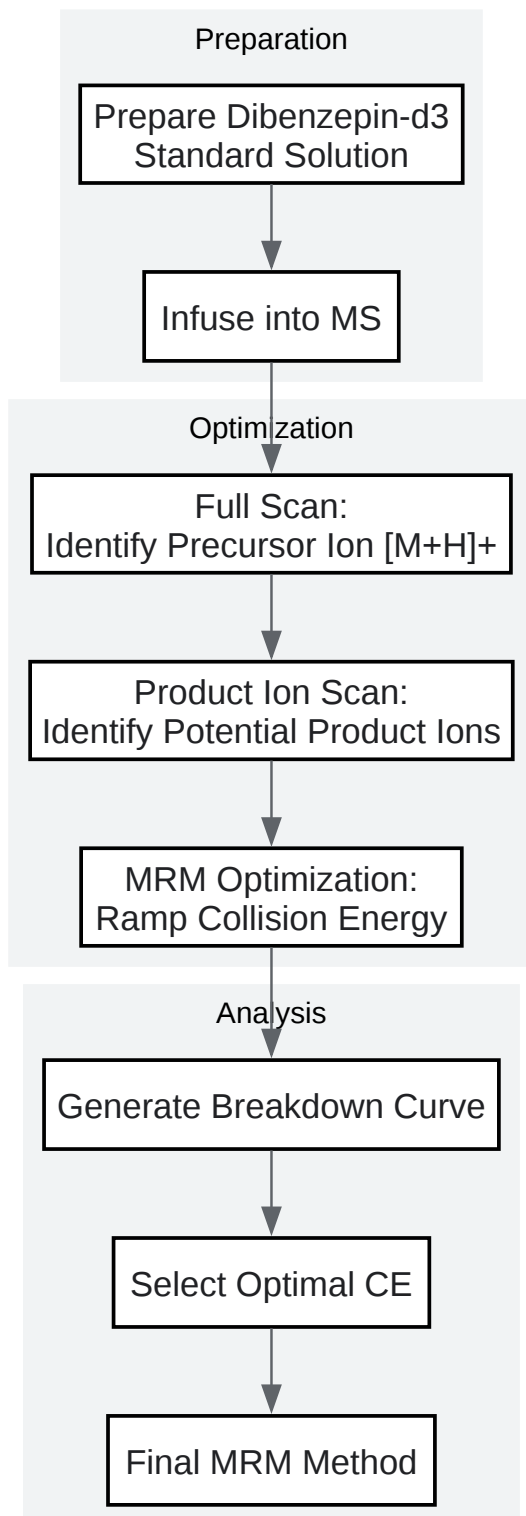 Preparation
Prepare Dibenzepin-d3
Standard Solution
Infuse into MS
Optimization
Full Scan:
Identify Precursor Ion [M+H]+
Product Ion Scan:
Identify Potential Product Ions
MRM Optimization:
Ramp Collision Energy
Analysis
Generate Breakdown Curve
Select Optimal CE
Final MRM Method